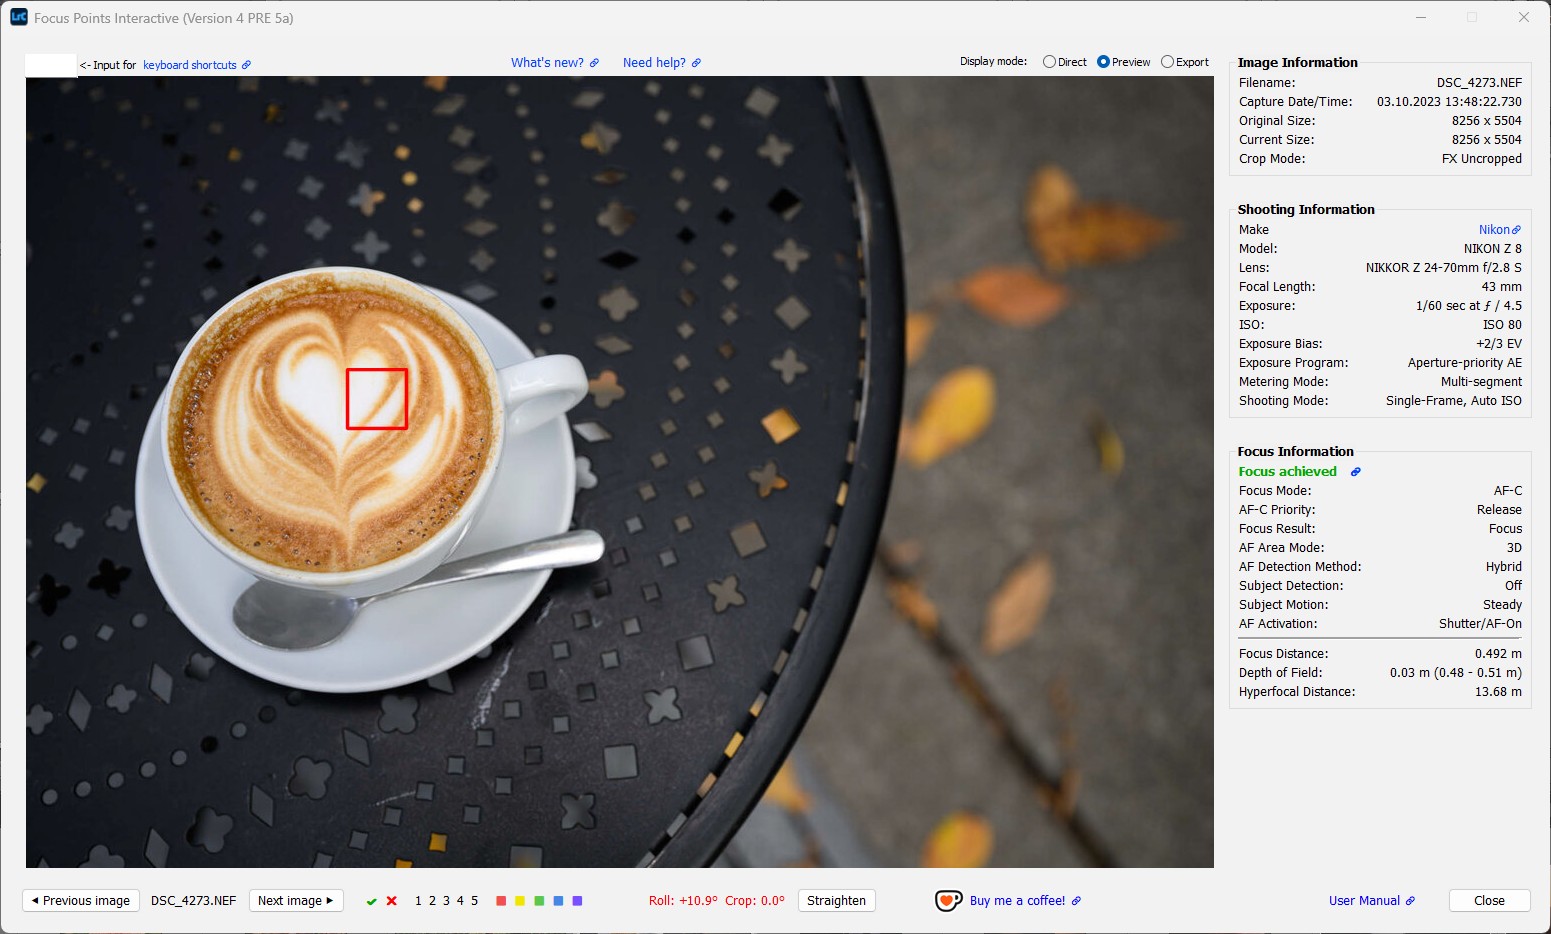 LrC Focus Points Interactive (Version 4 PRE 5a)
<- Input for keyboard shortcuts
What's new? Need help?
Display mode: Direct Preview Export
Image Information
Filename: DSC_4273.NEF
Capture Date/Time: 03.10.2023 13:48:22.730
Original Size: 8256 x 5504
Current Size: 8256 x 5504
Crop Mode: FX Uncropped
Shooting Information
Make Nikon
Model: NIKON Z 8
Lens: NIKKOR Z 24-70mm f/2.8 S
Focal Length: 43 mm
Exposure: 1/60 sec at ƒ / 4.5
ISO: ISO 80
Exposure Bias: +2/3 EV
Exposure Program: Aperture-priority AE
Metering Mode: Multi-segment
Shooting Mode: Single-Frame, Auto ISO
Focus Information
Focus achieved
Focus Mode: AF-C
AF-C Priority: Release
Focus Result: Focus
AF Area Mode: 3D
AF Detection Method: Hybrid
Subject Detection: Off
Subject Motion: Steady
AF Activation: Shutter/AF-On
Focus Distance: 0.492 m
Depth of Field: 0.03 m (0.48 - 0.51 m)
Hyperfocal Distance: 13.68 m
Previous image DSC_4273.NEF Next image 1 2 3 4 5 Roll: +10.9° Crop: 0.0° Straighten Buy me a coffee! User Manual Close